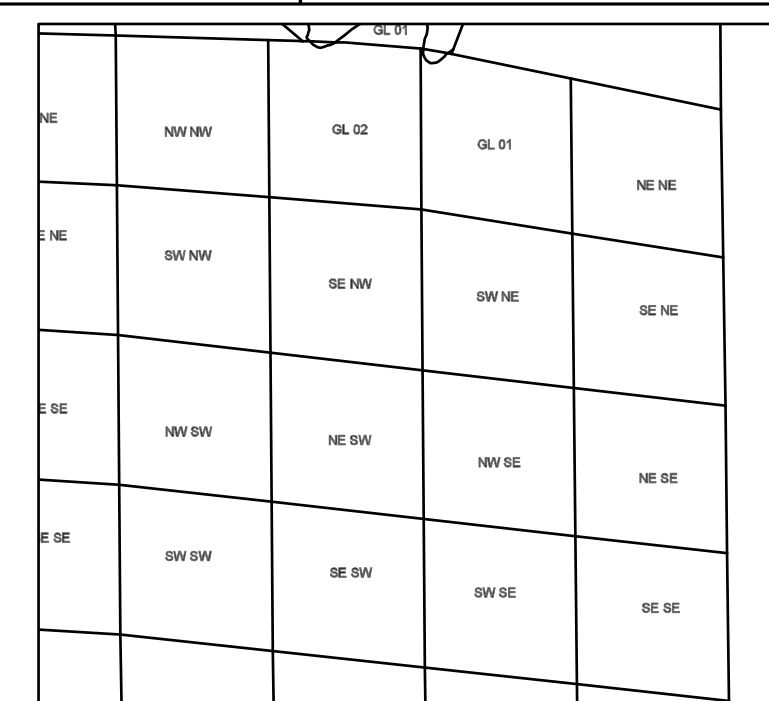 GL 01
NE
NW NW
GL 02
GL 01
NE NE
E NE
SW NW
SE NW
SW NE
SE NE
E SE
NW SW
NE SW
NW SE
NE SE
E SE
SW SW
SE SW
SW SE
SE SE